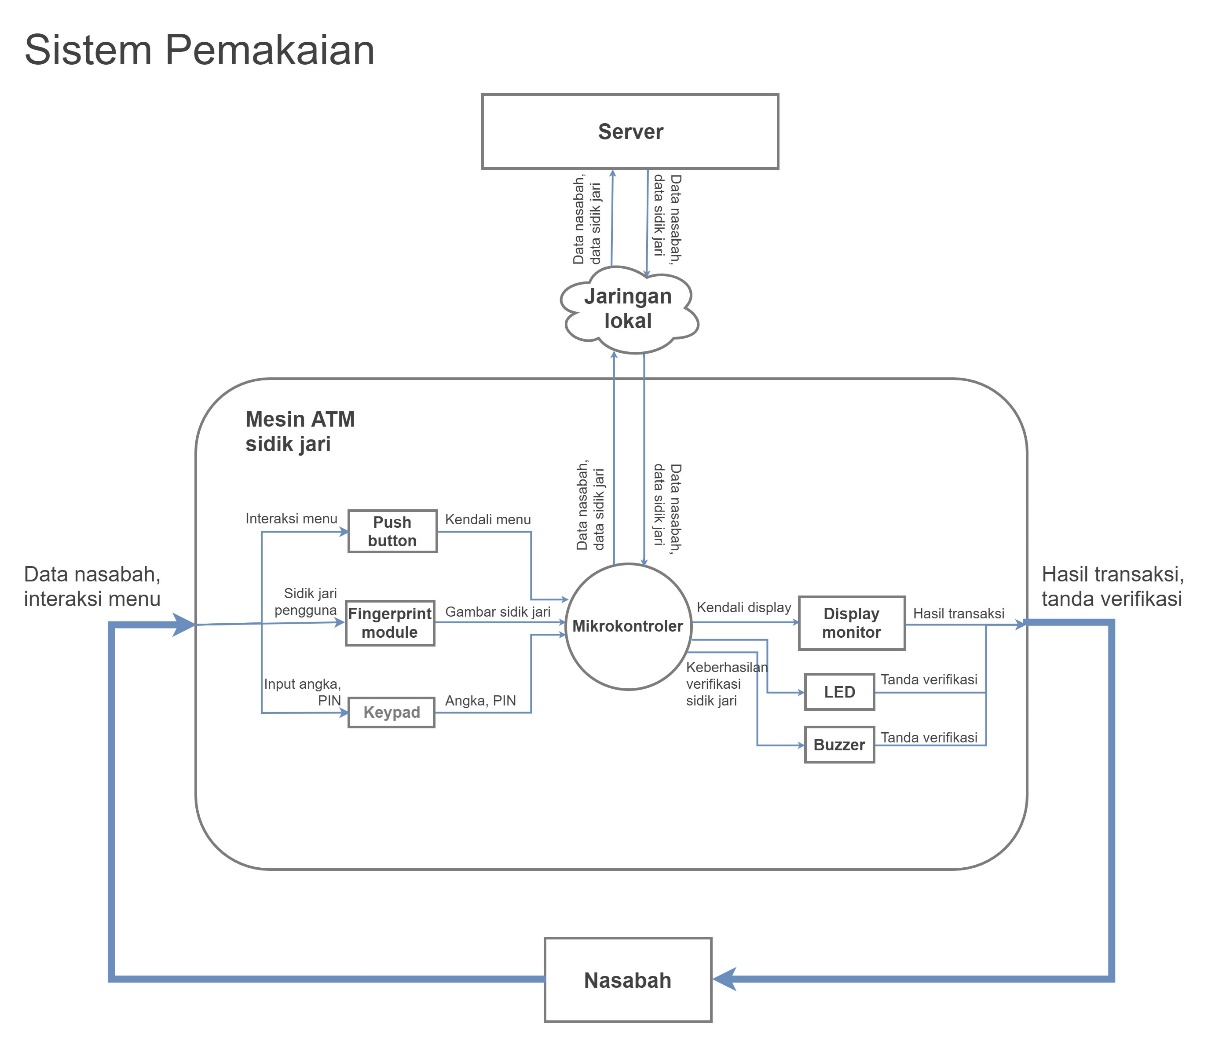 Sistem Pemakaian
Server
Data nasabah,
data sidik jari
Data nasabah,
data sidik jari
Jaringan
lokal
Mesin ATM
sidik jari
Data nasabah,
data sidik jari
Data nasabah,
data sidik jari
Interaksi menu
Push
button
Kendali menu
Data nasabah,
interaksi menu
Sidik jari
pengguna
Fingerprint
module
Gambar sidik jari
Mikrokontroler
Kendali display
Display
monitor
Hasil transaksi
Hasil transaksi,
tanda verifikasi
Input angka,
PIN
Keypad
Angka, PIN
Keberhasilan
verifikasi
sidik jari
LED
Tanda verifikasi
Buzzer
Tanda verifikasi
Nasabah